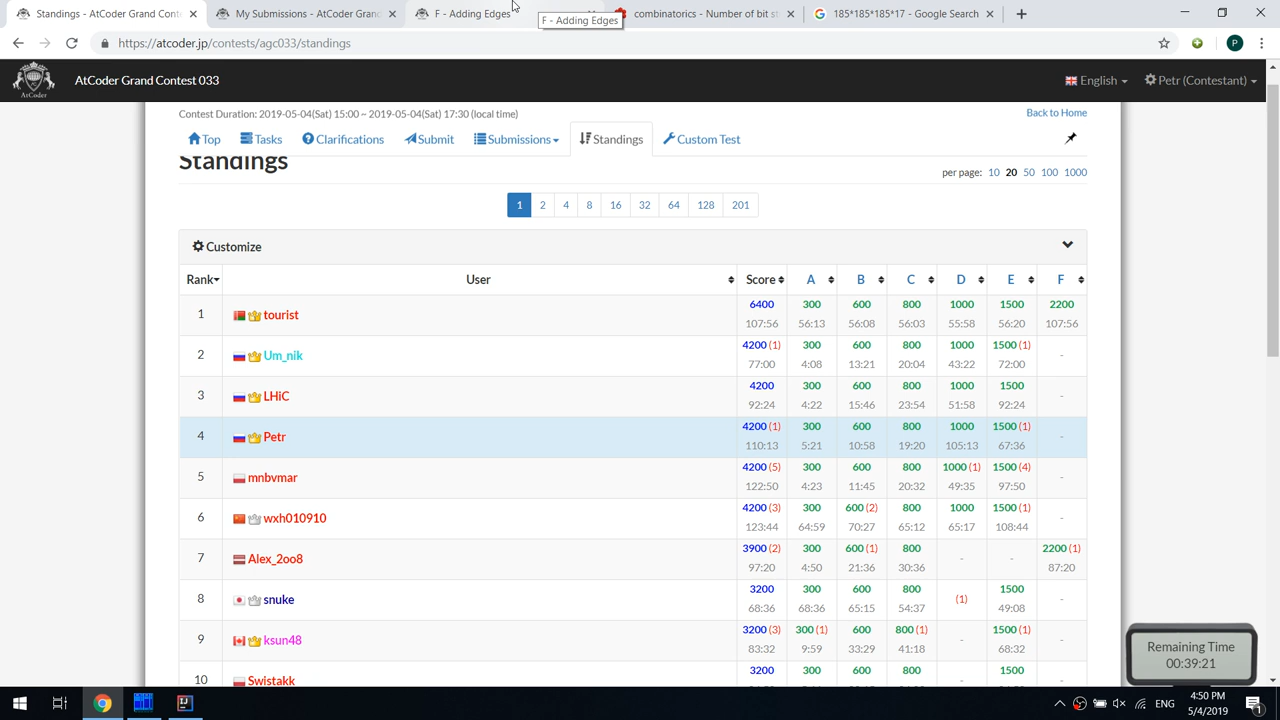 Standings - AtCoder Grand Contest
My Submissions - AtCoder Grand
F - Adding Edges
combinatorics - Number of bit st
185*185*185*17 - Google Search
F - Adding Edges
https://atcoder.jp/contests/agc033/standings
P
AtCoder
AtCoder Grand Contest 033
English
Petr (Contestant)
Contest Duration: 2019-05-04(Sat) 15:00 ~ 2019-05-04(Sat) 17:30 (local time)
Back to Home
Top Tasks Clarifications Submit Submissions Standings Custom Test
Standings
per page: 10 20 50 100 1000
1 2 4 8 16 32 64 128 201
Customize
Rank User Score A B C D E F
1 tourist 6400 300 600 800 1000 1500 2200
107:56 56:13 56:08 56:03 55:58 56:20 107:56
2 Um_nik 4200 (1) 300 600 800 1000 1500 (1) -
77:00 4:08 13:21 20:04 43:22 72:00
3 LHiC 4200 300 600 800 1000 1500 -
92:24 4:22 15:46 23:54 51:58 92:24
4 Petr 4200 (1) 300 600 800 1000 1500 (1) -
110:13 5:21 10:58 19:20 105:13 67:36
5 mnbvmar 4200 (5) 300 600 800 1000 (1) 1500 (4) -
122:50 4:23 11:45 20:32 49:35 97:50
6 wxh010910 4200 (3) 300 600 (2) 800 1000 1500 (1) -
123:44 64:59 70:27 65:12 65:17 108:44
7 Alex_2oo8 3900 (2) 300 600 (1) 800 - - 2200 (1)
97:20 4:50 21:36 30:36 87:20
8 snuke 3200 300 600 800 (1) 1500 -
68:36 68:36 65:15 54:37 49:08
9 ksun48 3200 (3) 300 (1) 600 800 (1) - 1500 (1) -
83:32 9:59 33:29 41:18 68:32
10 Swistakk 3200 300 600 800 1500
Remaining Time
00:39:21
ENG
4:50 PM
5/4/2019
1